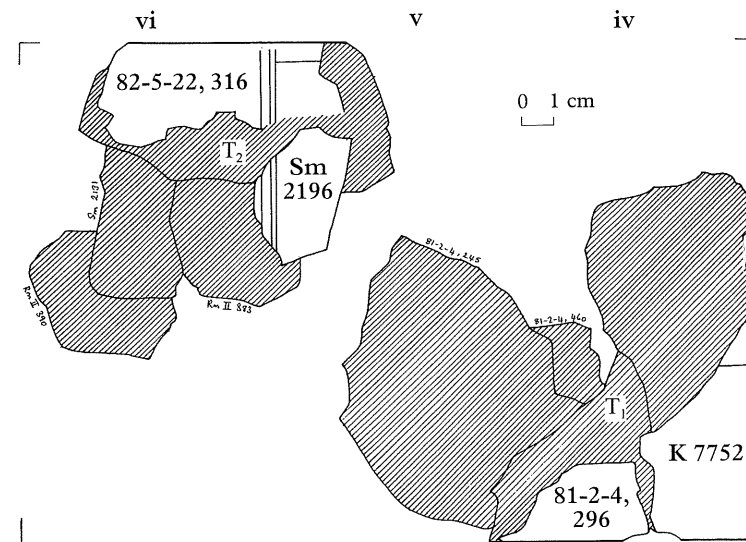 vi v iv
82-5-22, 316
0 1 cm
T₂
Sm
2196
Sm 2131
Rm II 390
Rm II 383
81-2-4, 245
81-2-4, 460
T₁
K 7752
81-2-4,
296